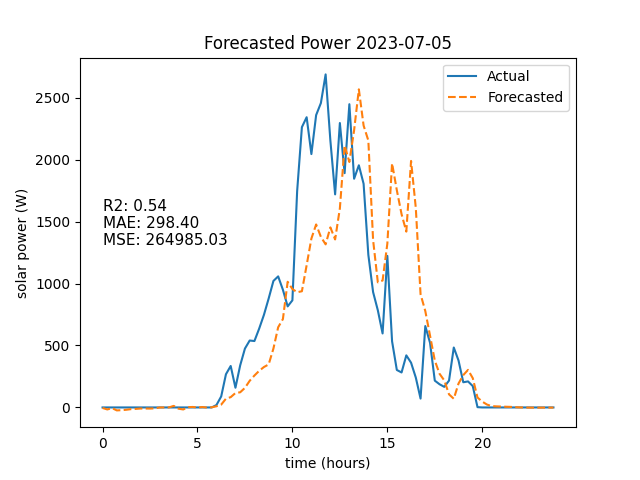 Forecasted Power 2023-07-05
Actual
Forecasted
R2: 0.54
MAE: 298.40
MSE: 264985.03
solar power (W)
2500
2000
1500
1000
500
0
0 5 10 15 20
time (hours)